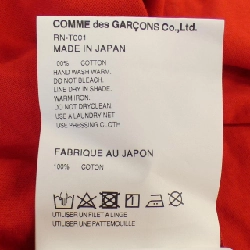 COMME des GARÇONS Co.,Ltd.
RN-TC01
MADE IN JAPAN
100% COTTON
HAND WASH WARM.
DO NOT BLEACH.
LINE DRY IN SHADE.
WARM IRON.
DO NOT DRYCLEAN.
USE A LAUNDRY NET
USE PRESSING CLOTH
FABRIQUE AU JAPON
100% COTON
UTILISER UN FILET A LINGE
UTILISER UNE PATTEMOUILLE